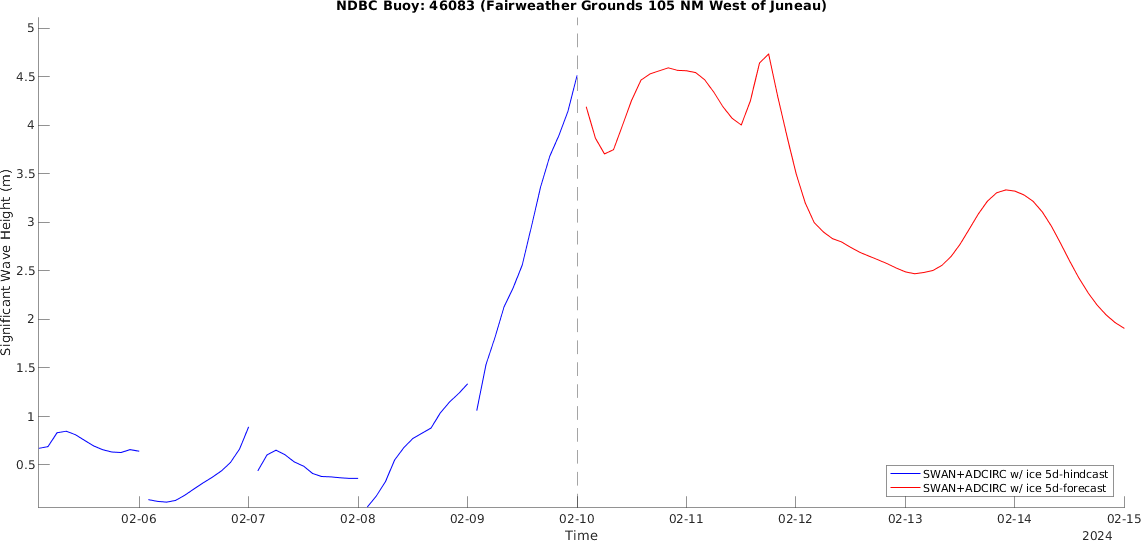 NDBC Buoy: 46083 (Fairweather Grounds 105 NM West of Juneau)
Significant Wave Height (m)
5
4.5
4
3.5
3
2.5
2
1.5
1
0.5
SWAN+ADCIRC w/ ice 5d-hindcast
SWAN+ADCIRC w/ ice 5d-forecast
02-06 02-07 02-08 02-09 02-10 02-11 02-12 02-13 02-14 02-15
Time
2024